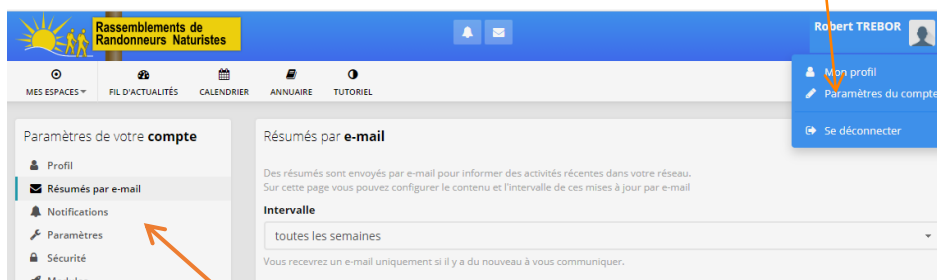 Rassemblements de
Randonneurs Naturistes
Robert TREBOR
Mon profil
Paramètres du compte
Se déconnecter
MES ESPACES
FIL D'ACTUALITÉS
CALENDRIER
ANNUAIRE
TUTORIEL
Paramètres de votre compte
Profil
Résumés par e-mail
Notifications
Paramètres
Sécurité
Modules
Résumés par e-mail
Des résumés sont envoyés par e-mail pour informer des activités récentes dans votre réseau.
Sur cette page vous pouvez configurer le contenu et l'intervalle de ces mises à jour par e-mail
Intervalle
toutes les semaines
Vous recevrez un e-mail uniquement si il y a du nouveau à vous communiquer.